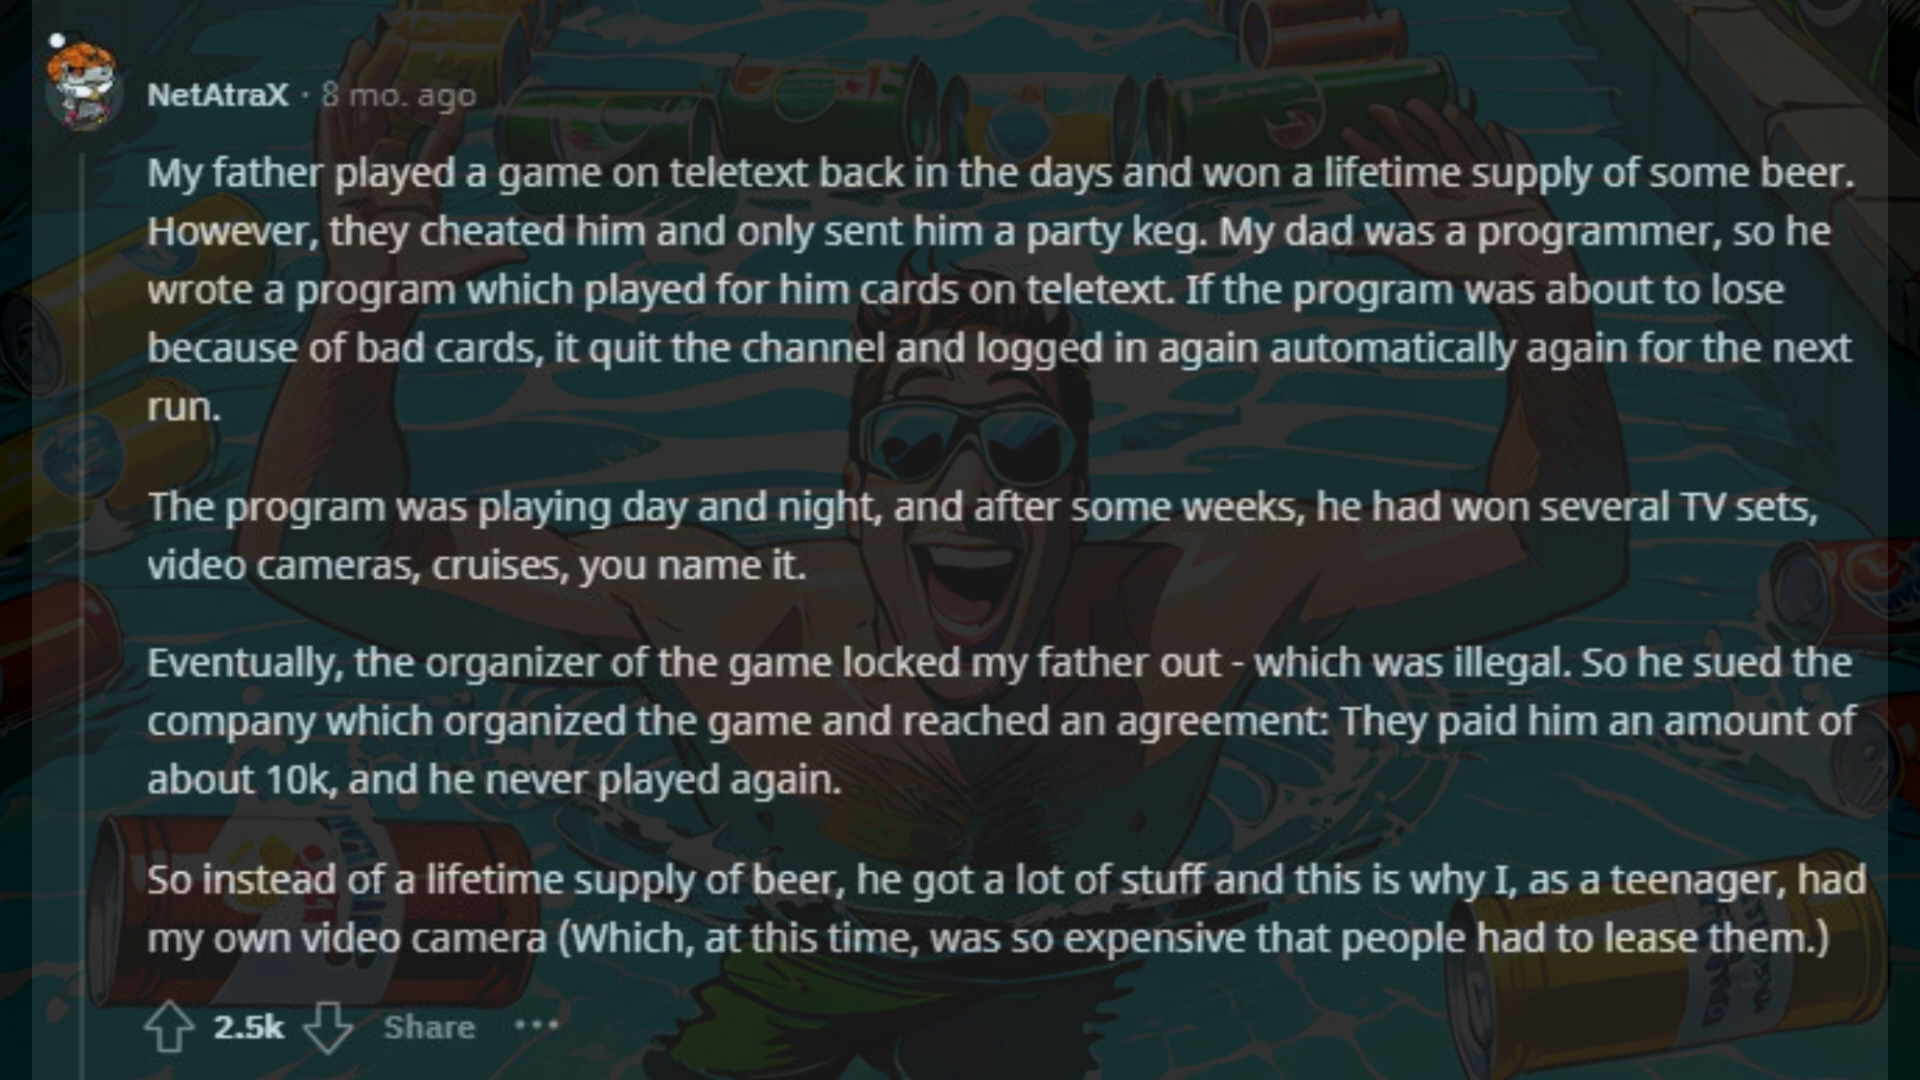 NetAtraX · 8 mo. ago
My father played a game on teletext back in the days and won a lifetime supply of some beer.
However, they cheated him and only sent him a party keg. My dad was a programmer, so he
wrote a program which played for him cards on teletext. If the program was about to lose
because of bad cards, it quit the channel and logged in again automatically again for the next
run.
The program was playing day and night, and after some weeks, he had won several TV sets,
video cameras, cruises, you name it.
Eventually, the organizer of the game locked my father out - which was illegal. So he sued the
company which organized the game and reached an agreement: They paid him an amount of
about 10k, and he never played again.
So instead of a lifetime supply of beer, he got a lot of stuff and this is why I, as a teenager, had
my own video camera (Which, at this time, was so expensive that people had to lease them.)
2.5k Share ...